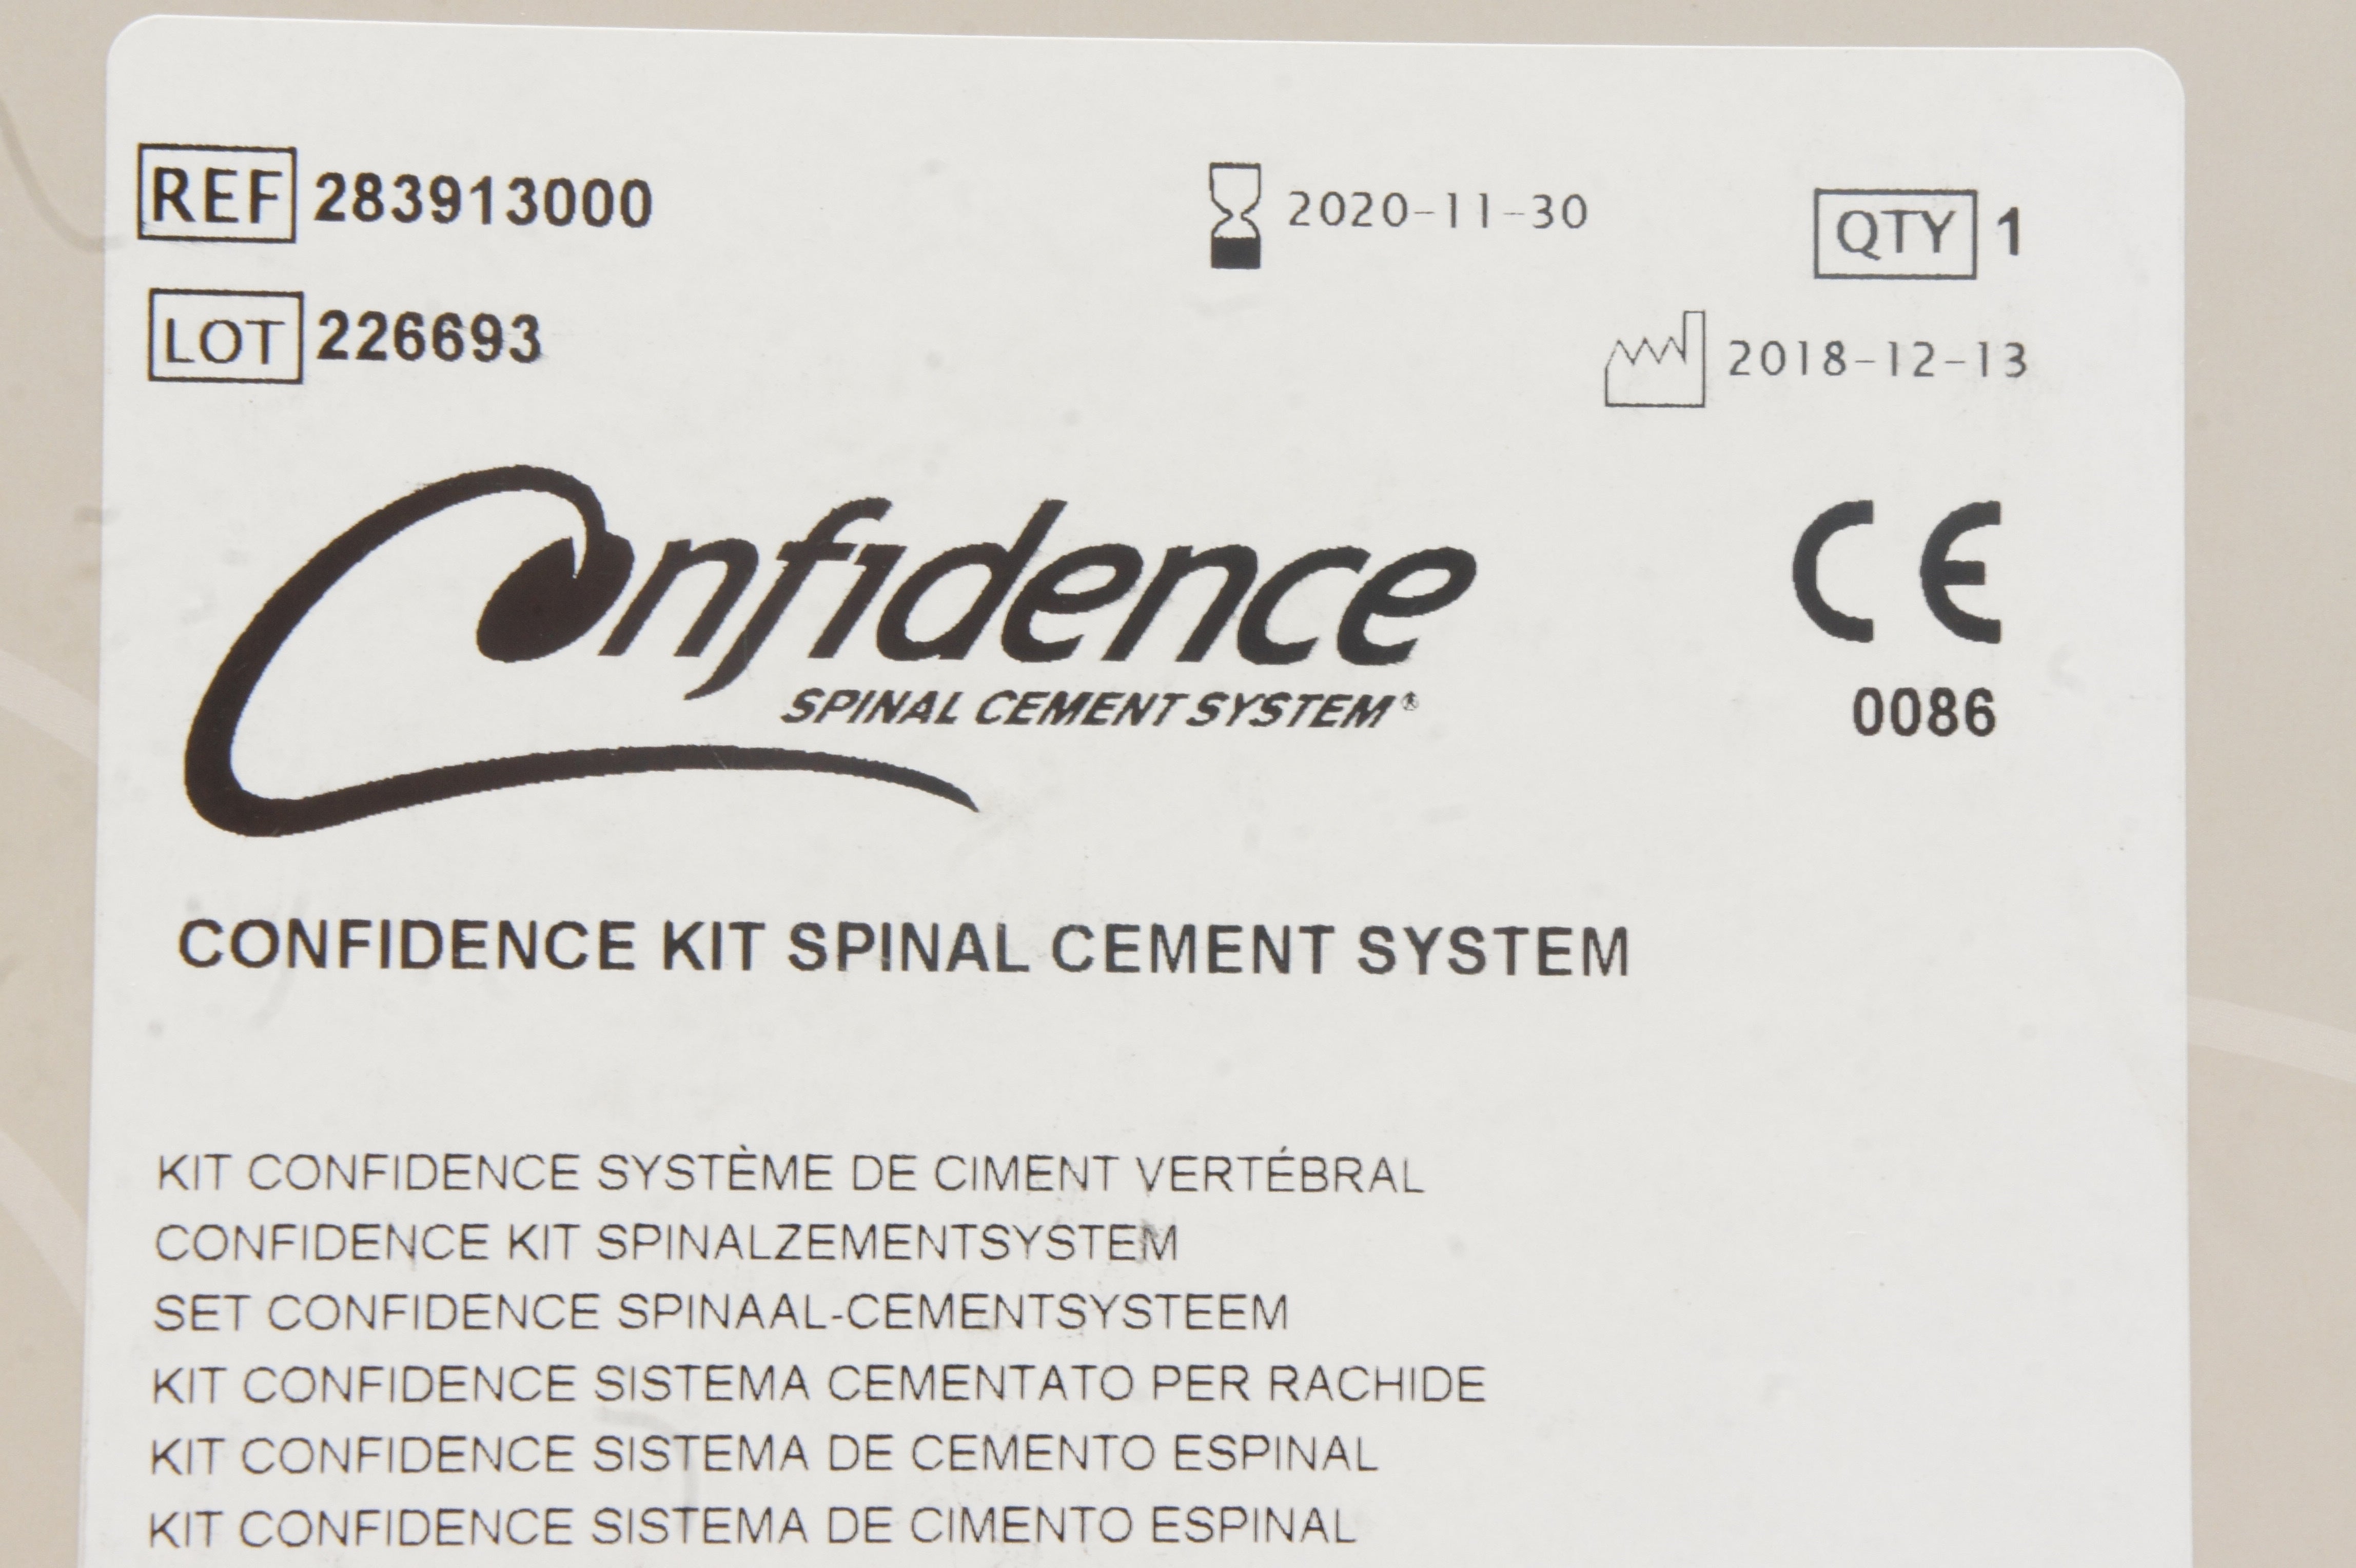 REF 283913000
2020-11-30
QTY 1
LOT 226693
2018-12-13
Confidence
SPINAL CEMENT SYSTEM®
CE
0086
CONFIDENCE KIT SPINAL CEMENT SYSTEM
KIT CONFIDENCE SYSTÈME DE CIMENT VERTÉBRAL
CONFIDENCE KIT SPINALZEMENTSYSTEM
SET CONFIDENCE SPINAAL-CEMENTSYSTEEM
KIT CONFIDENCE SISTEMA CEMENTATO PER RACHIDE
KIT CONFIDENCE SISTEMA DE CEMENTO ESPINAL
KIT CONFIDENCE SISTEMA DE CIMENTO ESPINAL